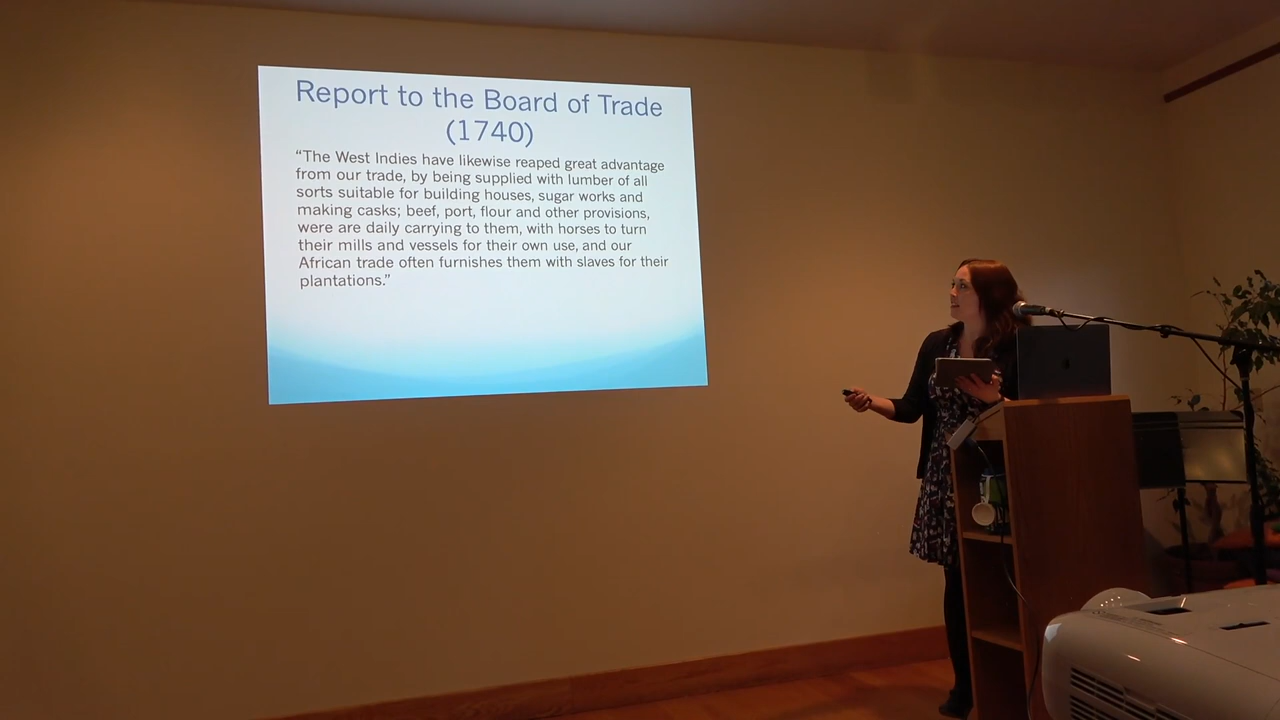 Report to the Board of Trade
(1740)
“The West Indies have likewise reaped great advantage
from our trade, by being supplied with lumber of all
sorts suitable for building houses, sugar works and
making casks; beef, port, flour and other provisions,
were are daily carrying to them, with horses to turn
their mills and vessels for their own use, and our
African trade often furnishes them with slaves for their
plantations.”